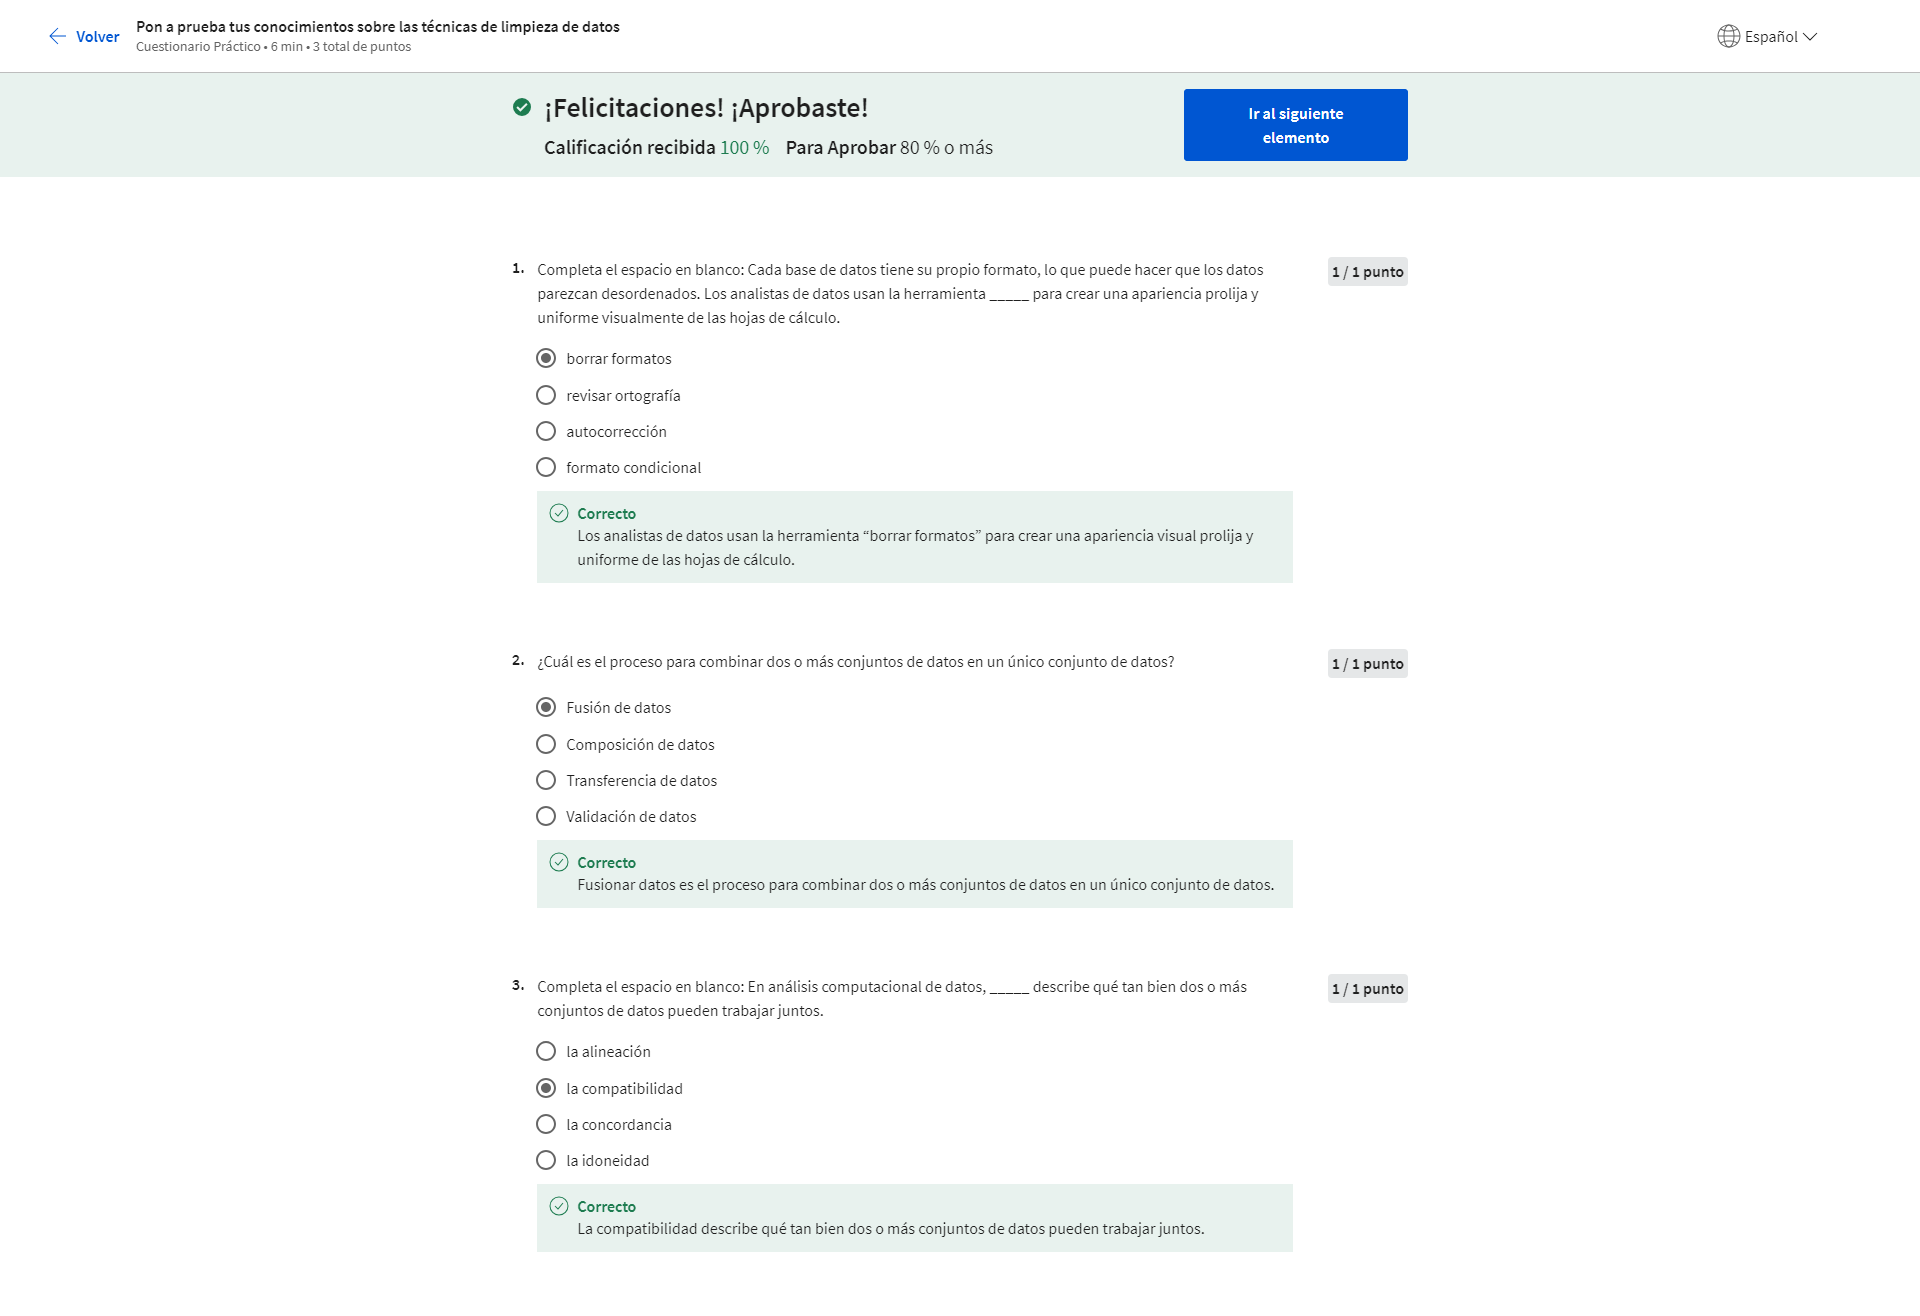 Volver
Pon a prueba tus conocimientos sobre las técnicas de limpieza de datos
Cuestionario Práctico • 6 min • 3 total de puntos
Español
¡Felicitaciones! ¡Aprobaste!
Calificación recibida 100 % Para Aprobar 80 % o más
Ir al siguiente
elemento
1. Completa el espacio en blanco: Cada base de datos tiene su propio formato, lo que puede hacer que los datos
parezcan desordenados. Los analistas de datos usan la herramienta _____ para crear una apariencia prolija y
uniforme visualmente de las hojas de cálculo.
1 / 1 punto
borrar formatos
revisar ortografía
autocorrección
formato condicional
Correcto
Los analistas de datos usan la herramienta “borrar formatos” para crear una apariencia visual prolija y
uniforme de las hojas de cálculo.
2. ¿Cuál es el proceso para combinar dos o más conjuntos de datos en un único conjunto de datos?
1 / 1 punto
Fusión de datos
Composición de datos
Transferencia de datos
Validación de datos
Correcto
Fusionar datos es el proceso para combinar dos o más conjuntos de datos en un único conjunto de datos.
3. Completa el espacio en blanco: En análisis computacional de datos, _____ describe qué tan bien dos o más
conjuntos de datos pueden trabajar juntos.
1 / 1 punto
la alineación
la compatibilidad
la concordancia
la idoneidad
Correcto
La compatibilidad describe qué tan bien dos o más conjuntos de datos pueden trabajar juntos.